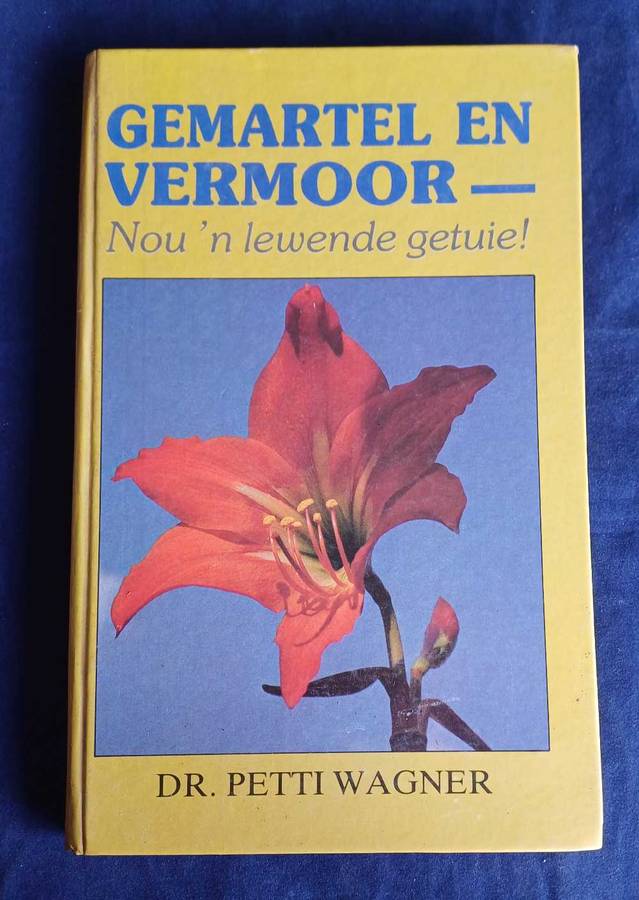 GEMARTEL EN
VERMOOR —
Nou 'n lewende getuie!
DR. PETTI WAGNER